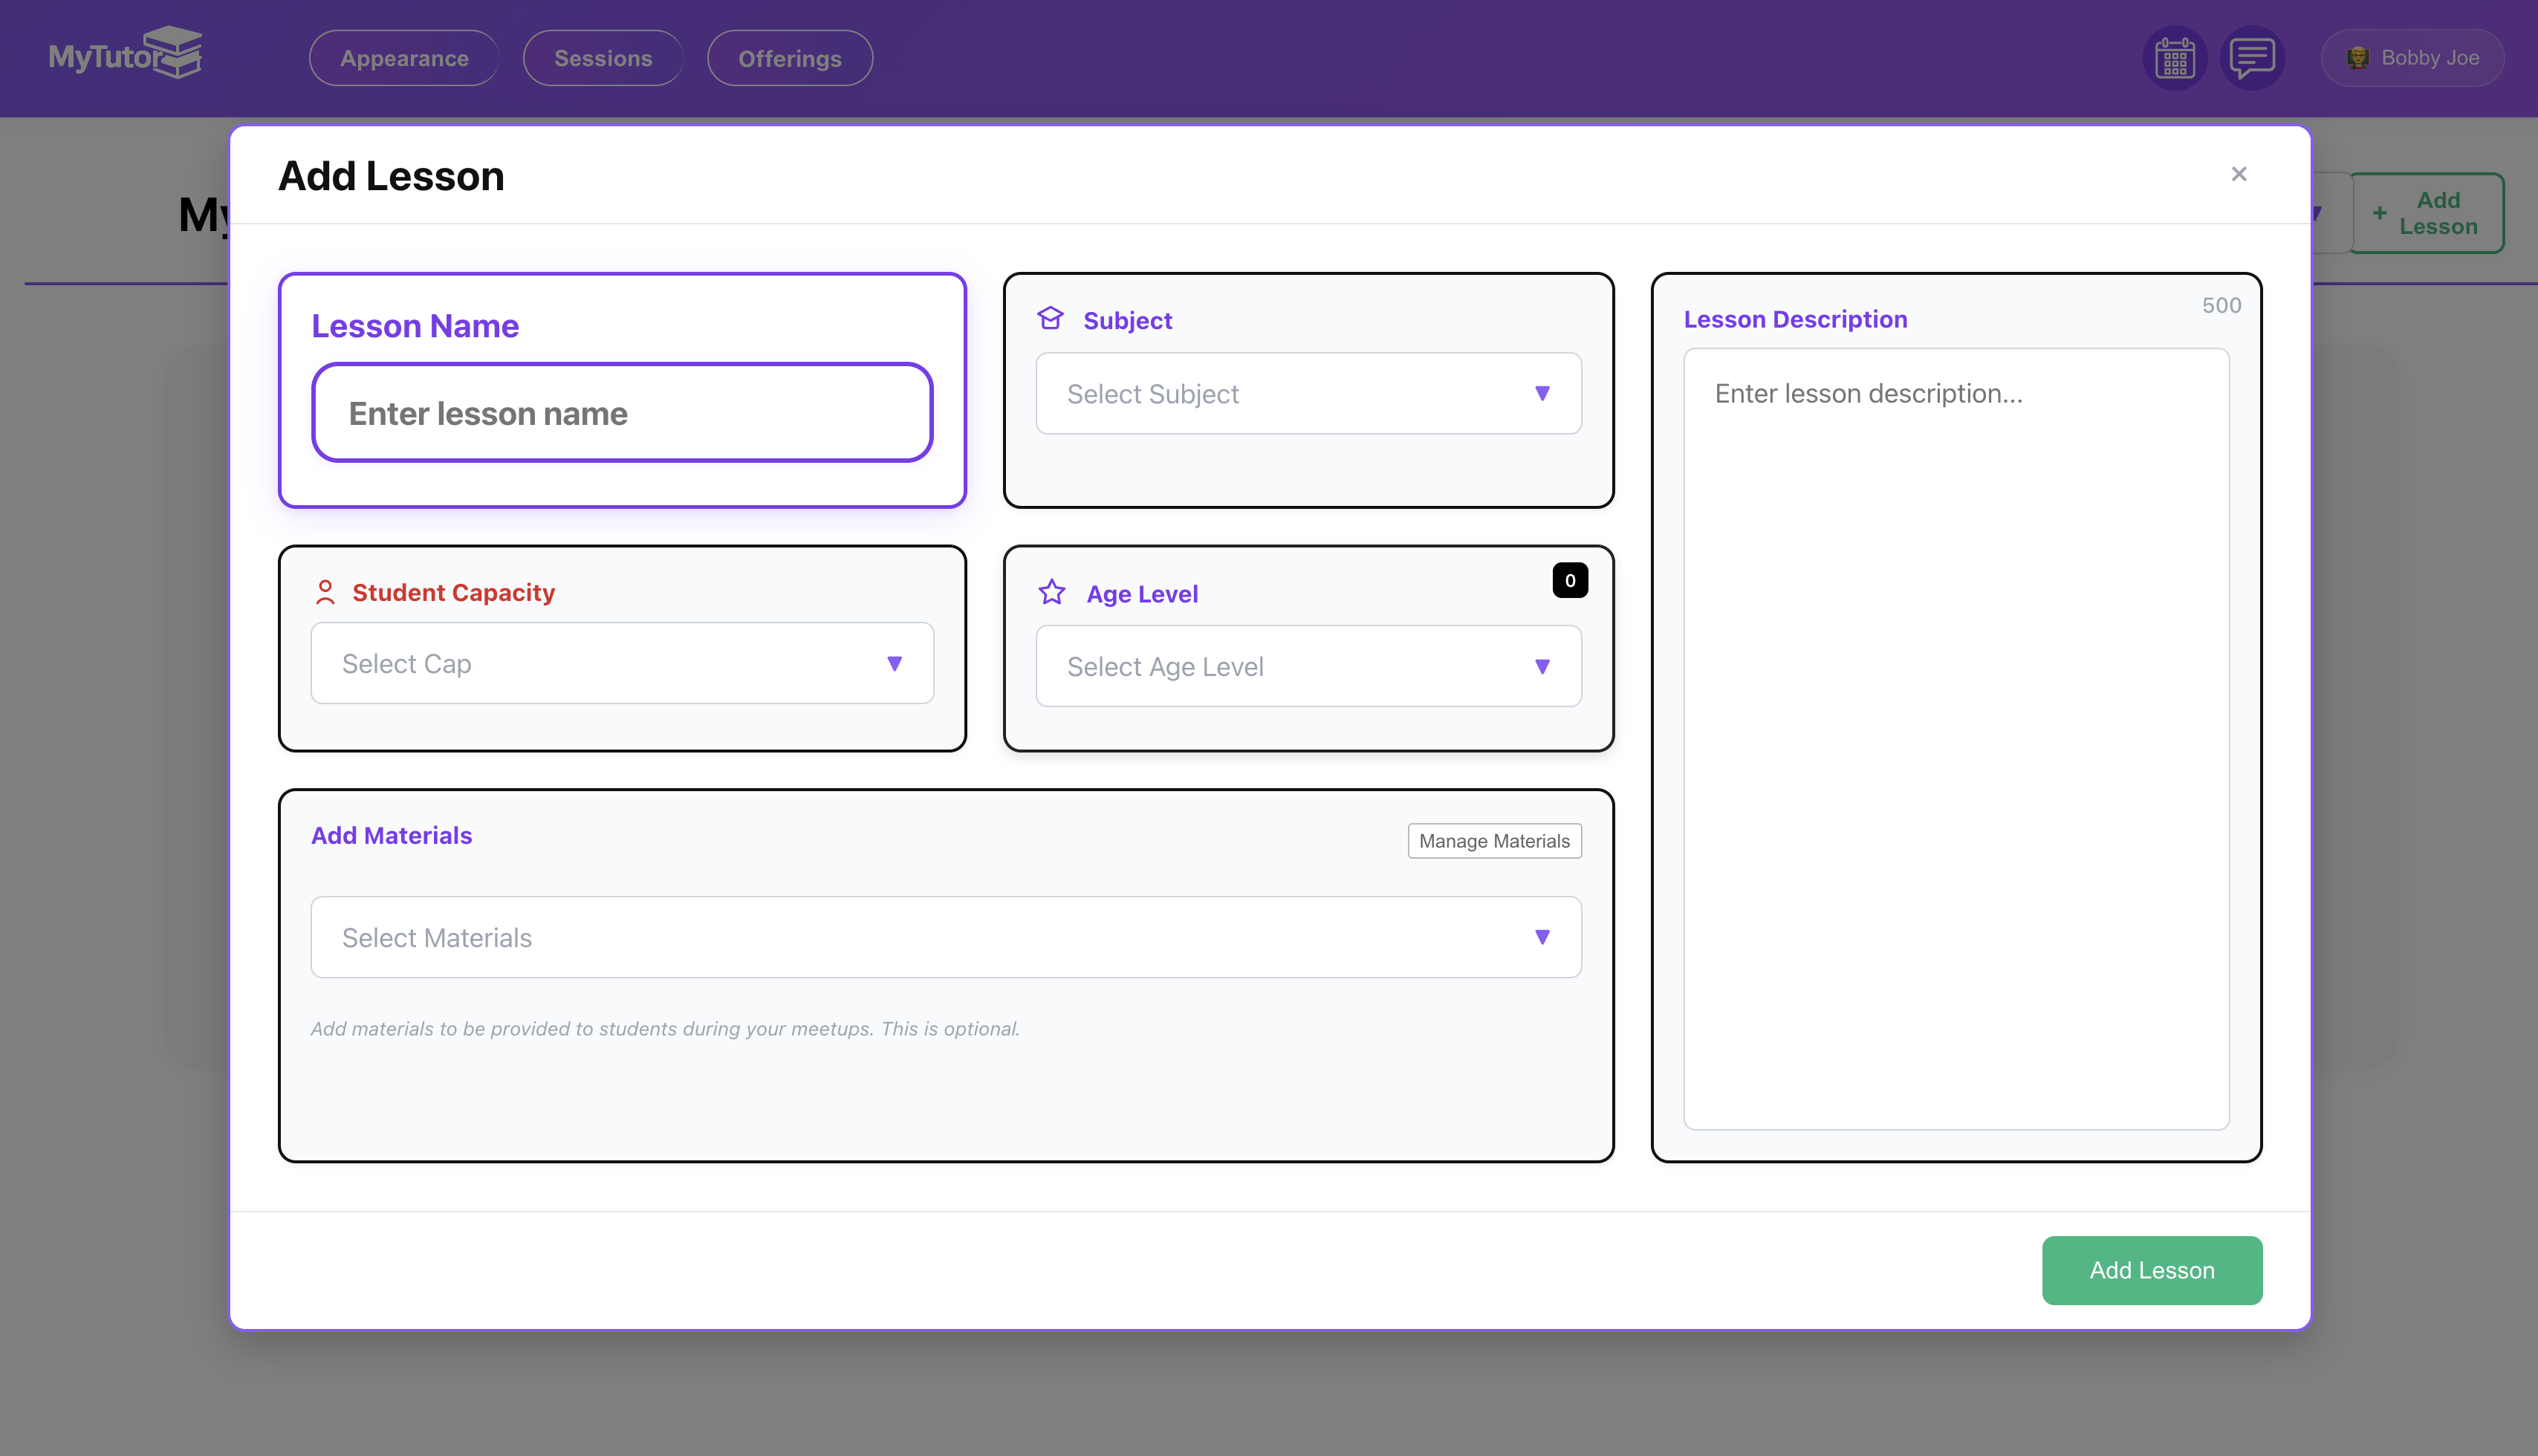 MyTutor
Appearance
Sessions
Offerings
Bobby Joe
My
+ Add
Lesson
Add Lesson
×
Lesson Name
Enter lesson name
Subject
Select Subject
Lesson Description
500
Enter lesson description...
Student Capacity
Select Cap
Age Level
0
Select Age Level
Add Materials
Manage Materials
Select Materials
Add materials to be provided to students during your meetups. This is optional.
Add Lesson